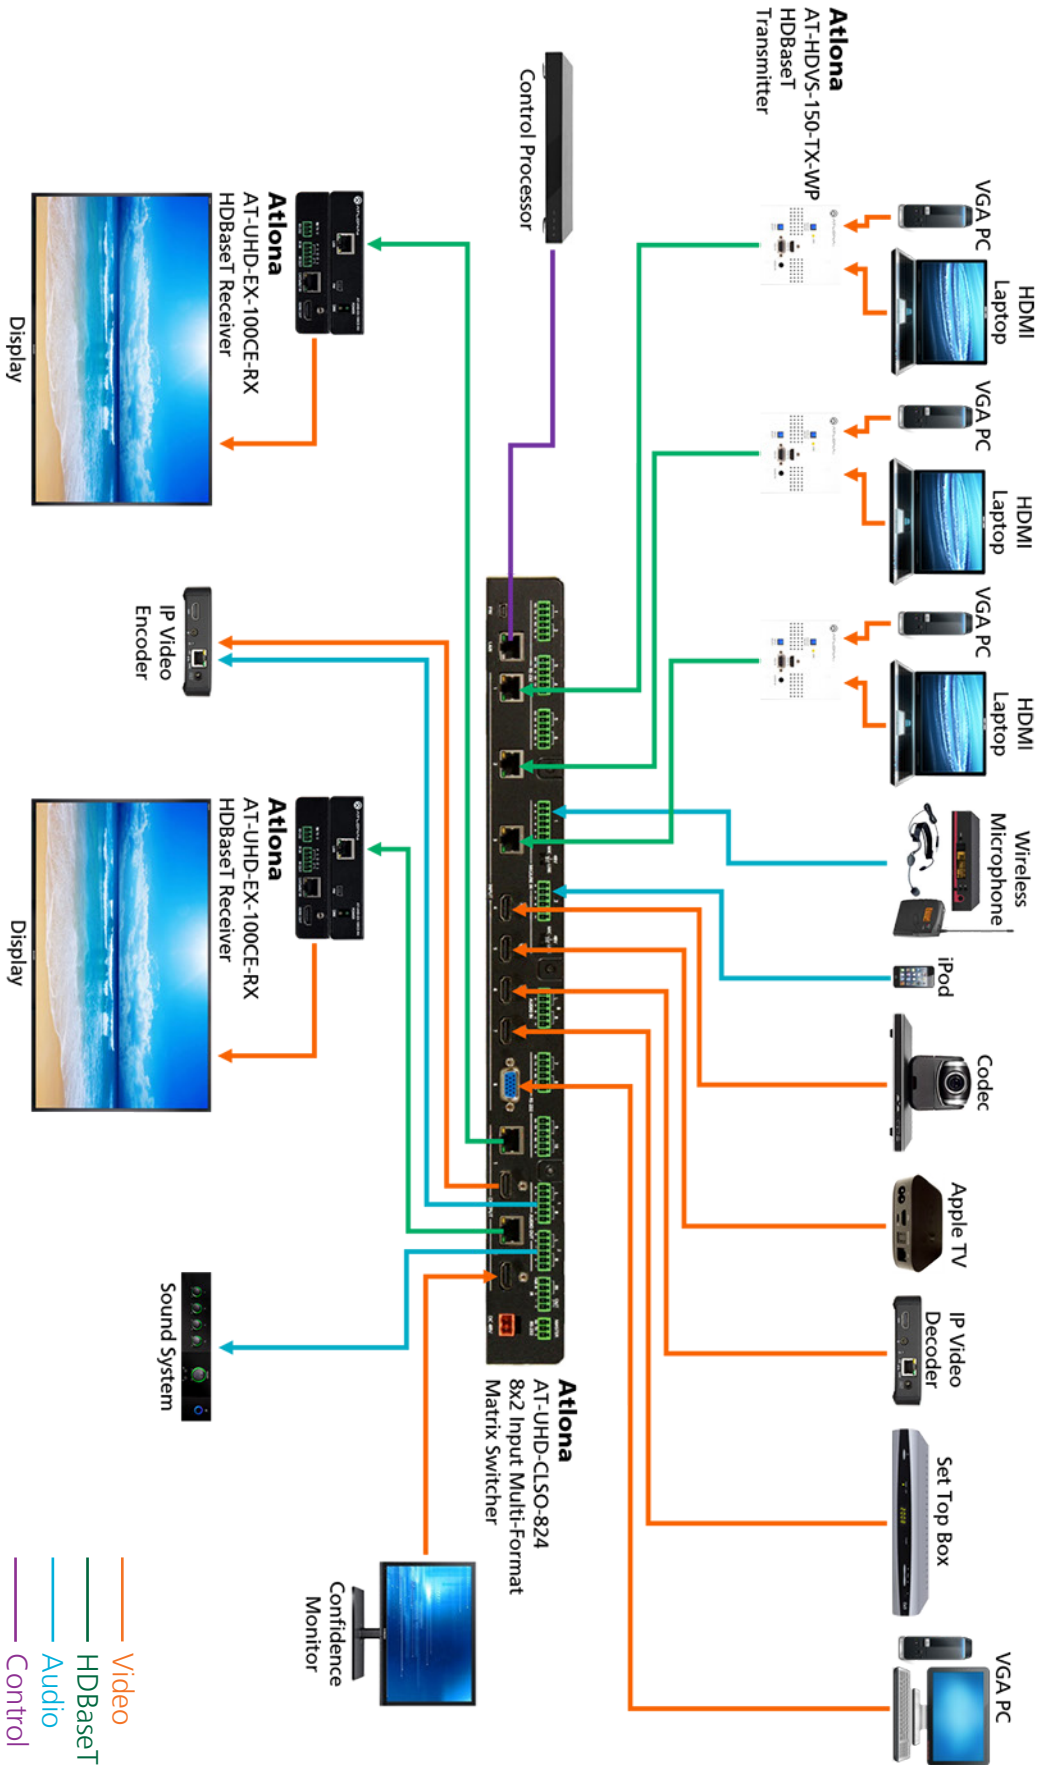 Atlona
AT-HDVS-150-TX-WP
HDBaseT
Transmitter
VGA PC
HDMI
Laptop
VGA PC
HDMI
Laptop
VGA PC
HDMI
Laptop
Wireless
Microphone
iPod
Codec
Apple TV
IP Video
Decoder
Set Top Box
VGA PC
Control Processor
Atlona
AT-UHD-CLSO-824
8x2 Input Multi-Format
Matrix Switcher
Atlona
AT-UHD-EX-100CE-RX
HDBaseT Receiver
Display
IP Video
Encoder
Atlona
AT-UHD-EX-100CE-RX
HDBaseT Receiver
Display
Sound System
Confidence
Monitor
Video
HDBaseT
Audio
Control